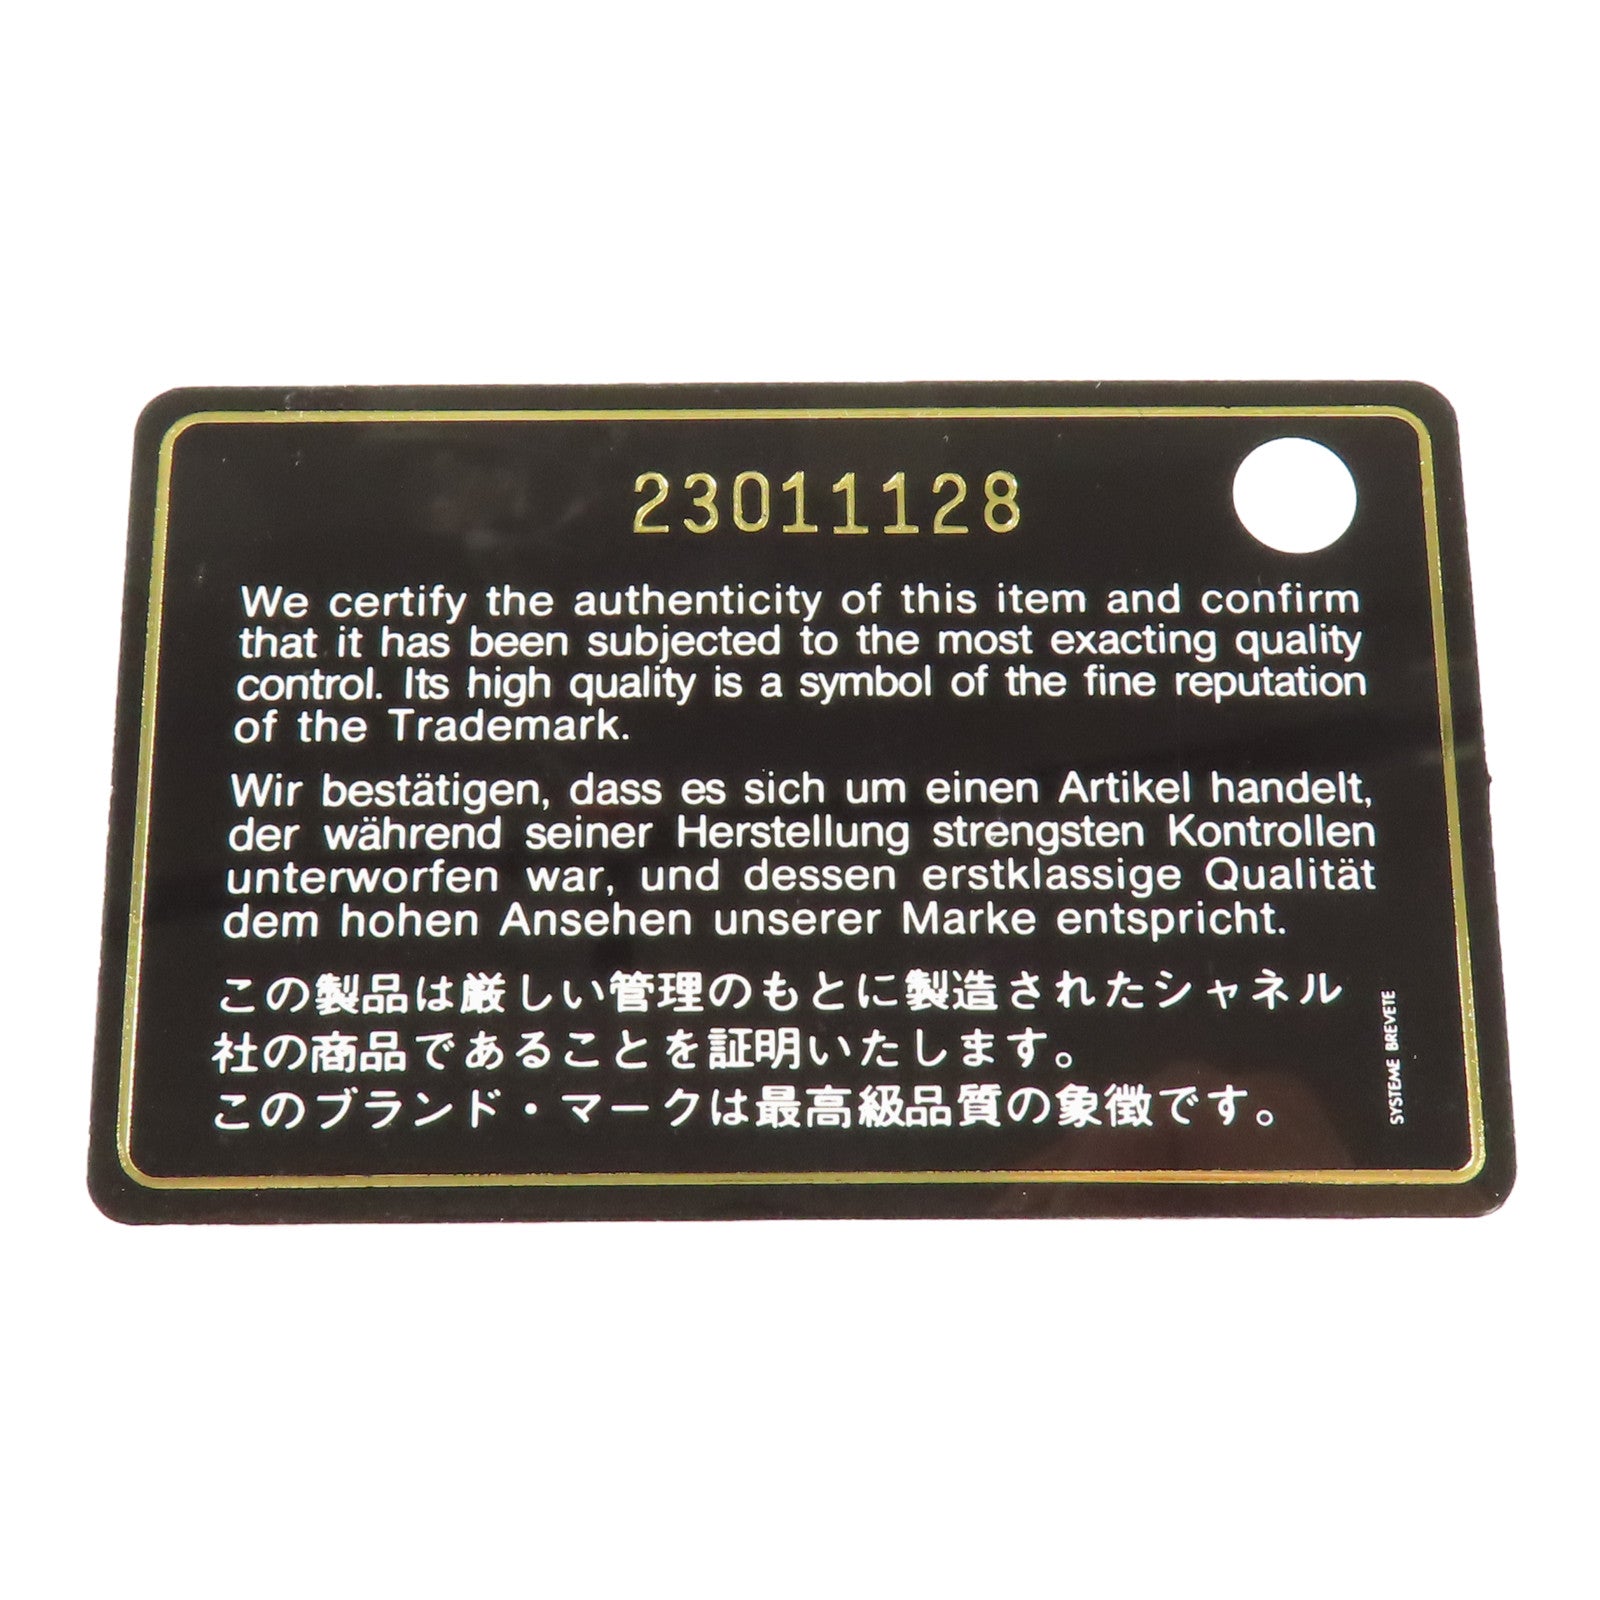 23011128
We certify the authenticity of this item and confirm
that it has been subjected to the most exacting quality
control. Its high quality is a symbol of the fine reputation
of the Trademark.
Wir bestätigen, dass es sich um einen Artikel handelt,
der während seiner Herstellung strengsten Kontrollen
unterworfen war, und dessen erstklassige Qualität
dem hohen Ansehen unserer Marke entspricht.
この製品は厳しい管理のもとに製造されたシャネル
社の商品であることを証明いたします。
このブランド・マークは最高級品質の象徴です。
SYSTEME BREVETE